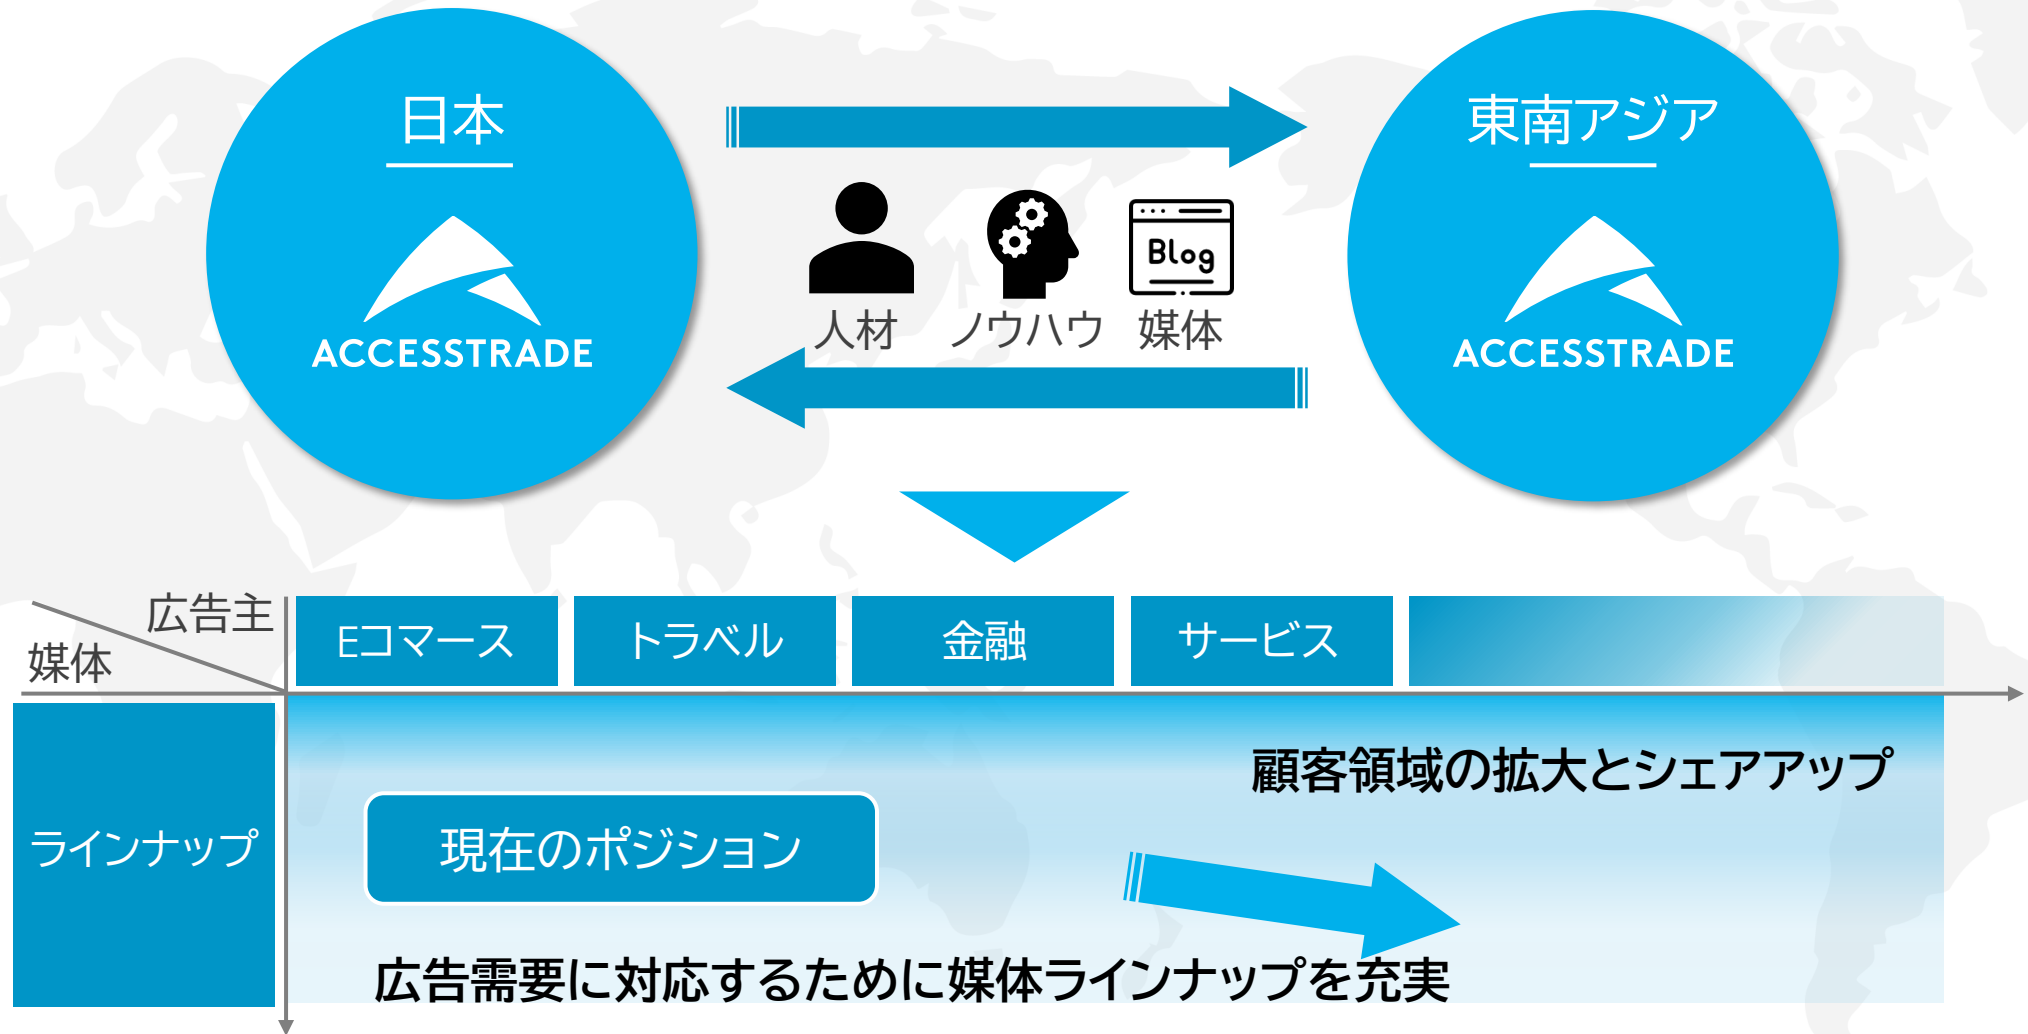 日本
ACCESSTRADE
東南アジア
ACCESSTRADE
Blog
人材
ノウハウ
媒体
広告主
媒体
Eコマース
トラベル
金融
サービス
ラインナップ
顧客領域の拡大とシェアアップ
現在のポジション
広告需要に対応するために媒体ラインナップを充実